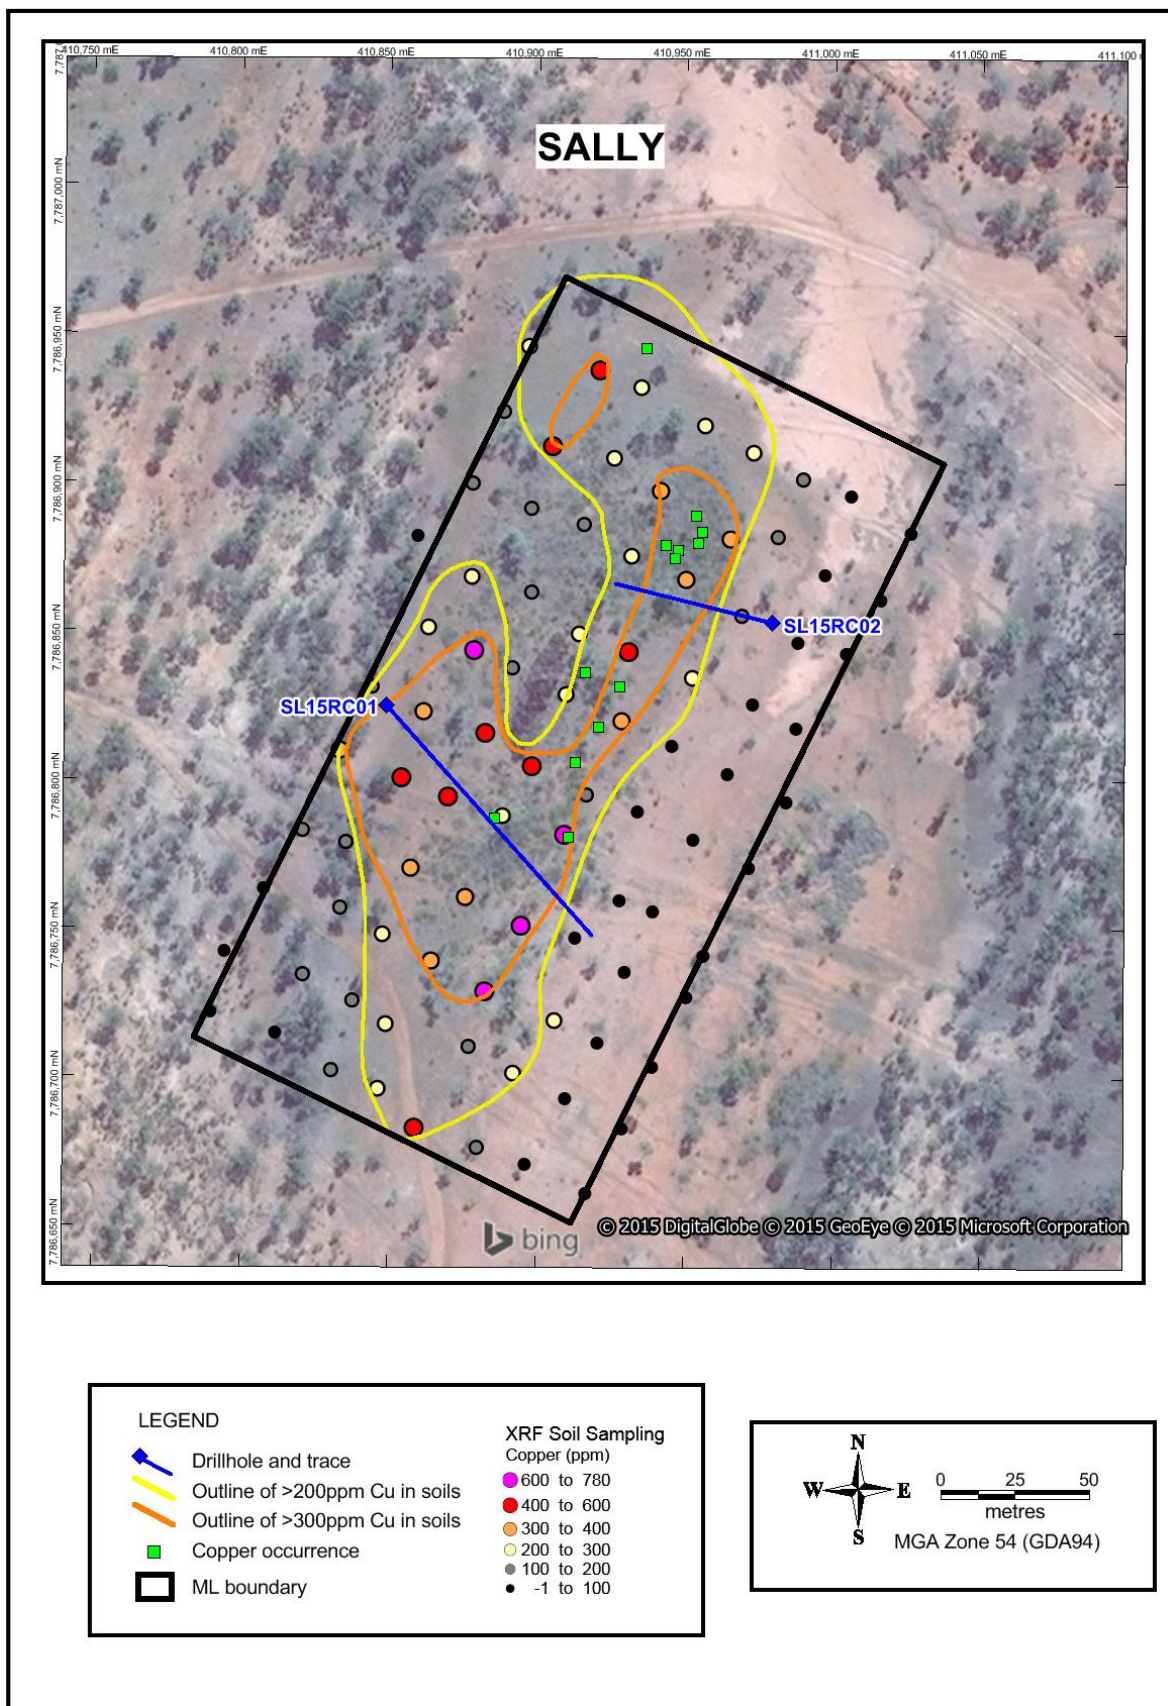 410,750 mE 410,800 mE 410,850 mE 410,900 mE 410,950 mE 411,000 mE 411,050 mE 411,100
7,787,0
SALLY
7,787,000 mN
7,786,950 mN
7,786,900 mN
7,786,850 mN
SL15RC02
SL15RC01
7,786,800 mN
7,786,750 mN
7,786,700 mN
7,786,650 mN
© 2015 DigitalGlobe © 2015 GeoEye © 2015 Microsoft Corporation
bing
LEGEND
Drillhole and trace
Outline of >200ppm Cu in soils
Outline of >300ppm Cu in soils
Copper occurrence
ML boundary
XRF Soil Sampling
Copper (ppm)
600 to 780
400 to 600
300 to 400
200 to 300
100 to 200
-1 to 100
N
W E
S
0 25 50
metres
MGA Zone 54 (GDA94)